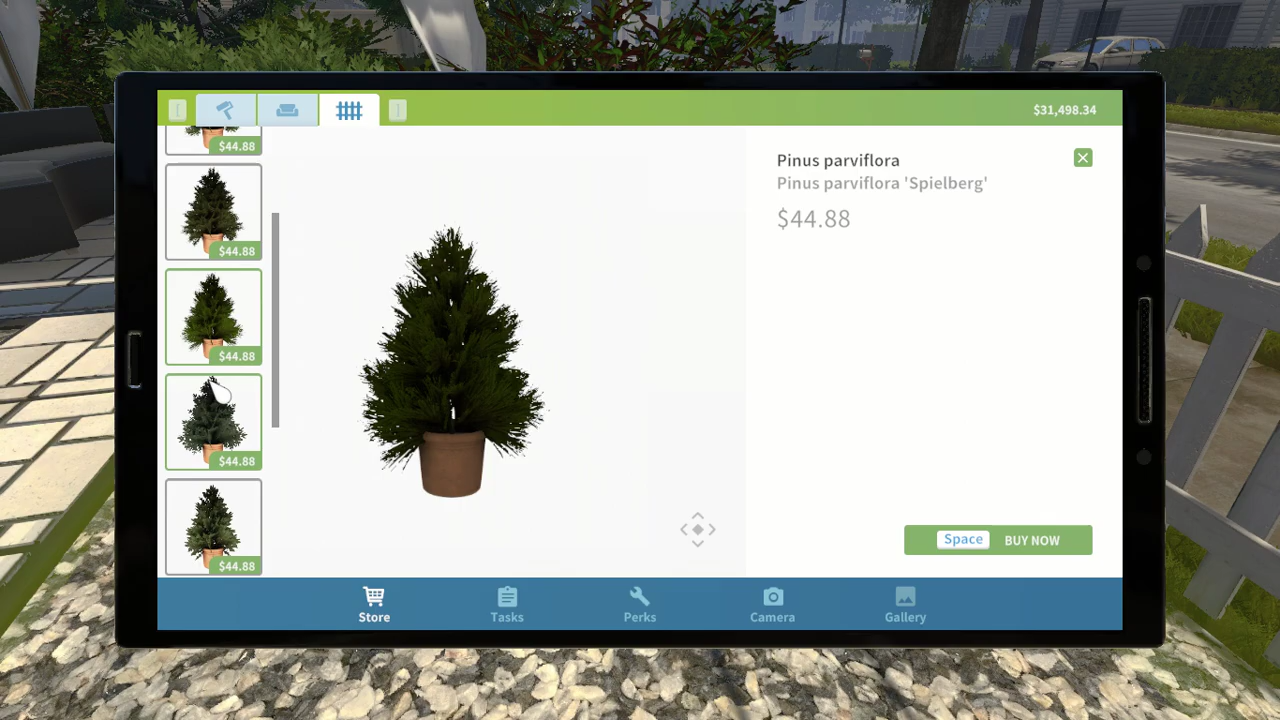 $31,498.34
$44.88
$44.88
$44.88
$44.88
$44.88
Pinus parviflora
Pinus parviflora 'Spielberg'
$44.88
Space BUY NOW
Store Tasks Perks Camera Gallery